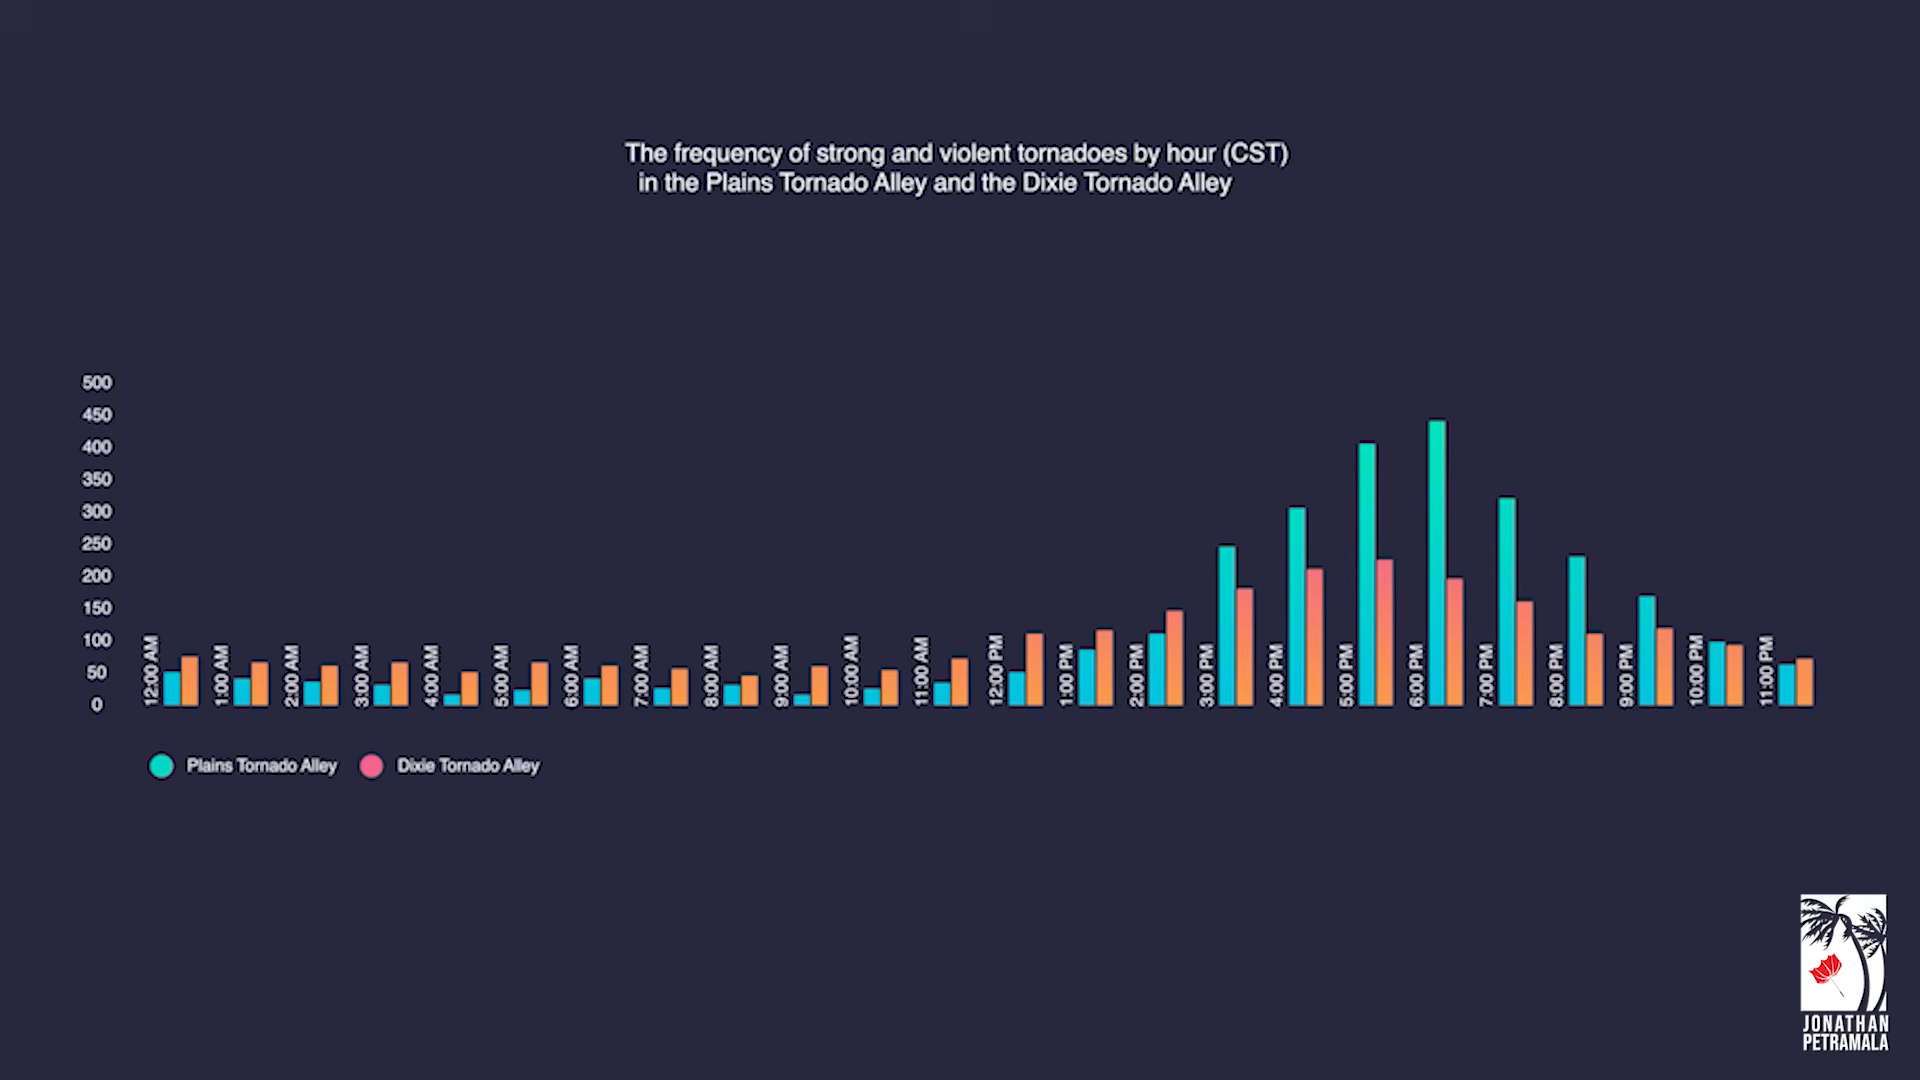 The frequency of strong and violent tornadoes by hour (CST)
in the Plains Tornado Alley and the Dixie Tornado Alley
500
450
400
350
300
250
200
150
100
50
0
12:00 AM
1:00 AM
2:00 AM
3:00 AM
4:00 AM
5:00 AM
6:00 AM
7:00 AM
8:00 AM
9:00 AM
10:00 AM
11:00 AM
12:00 PM
1:00 PM
2:00 PM
3:00 PM
4:00 PM
5:00 PM
6:00 PM
7:00 PM
8:00 PM
9:00 PM
10:00 PM
11:00 PM
Plains Tornado Alley
Dixie Tornado Alley
JONATHAN
PETRAMALA